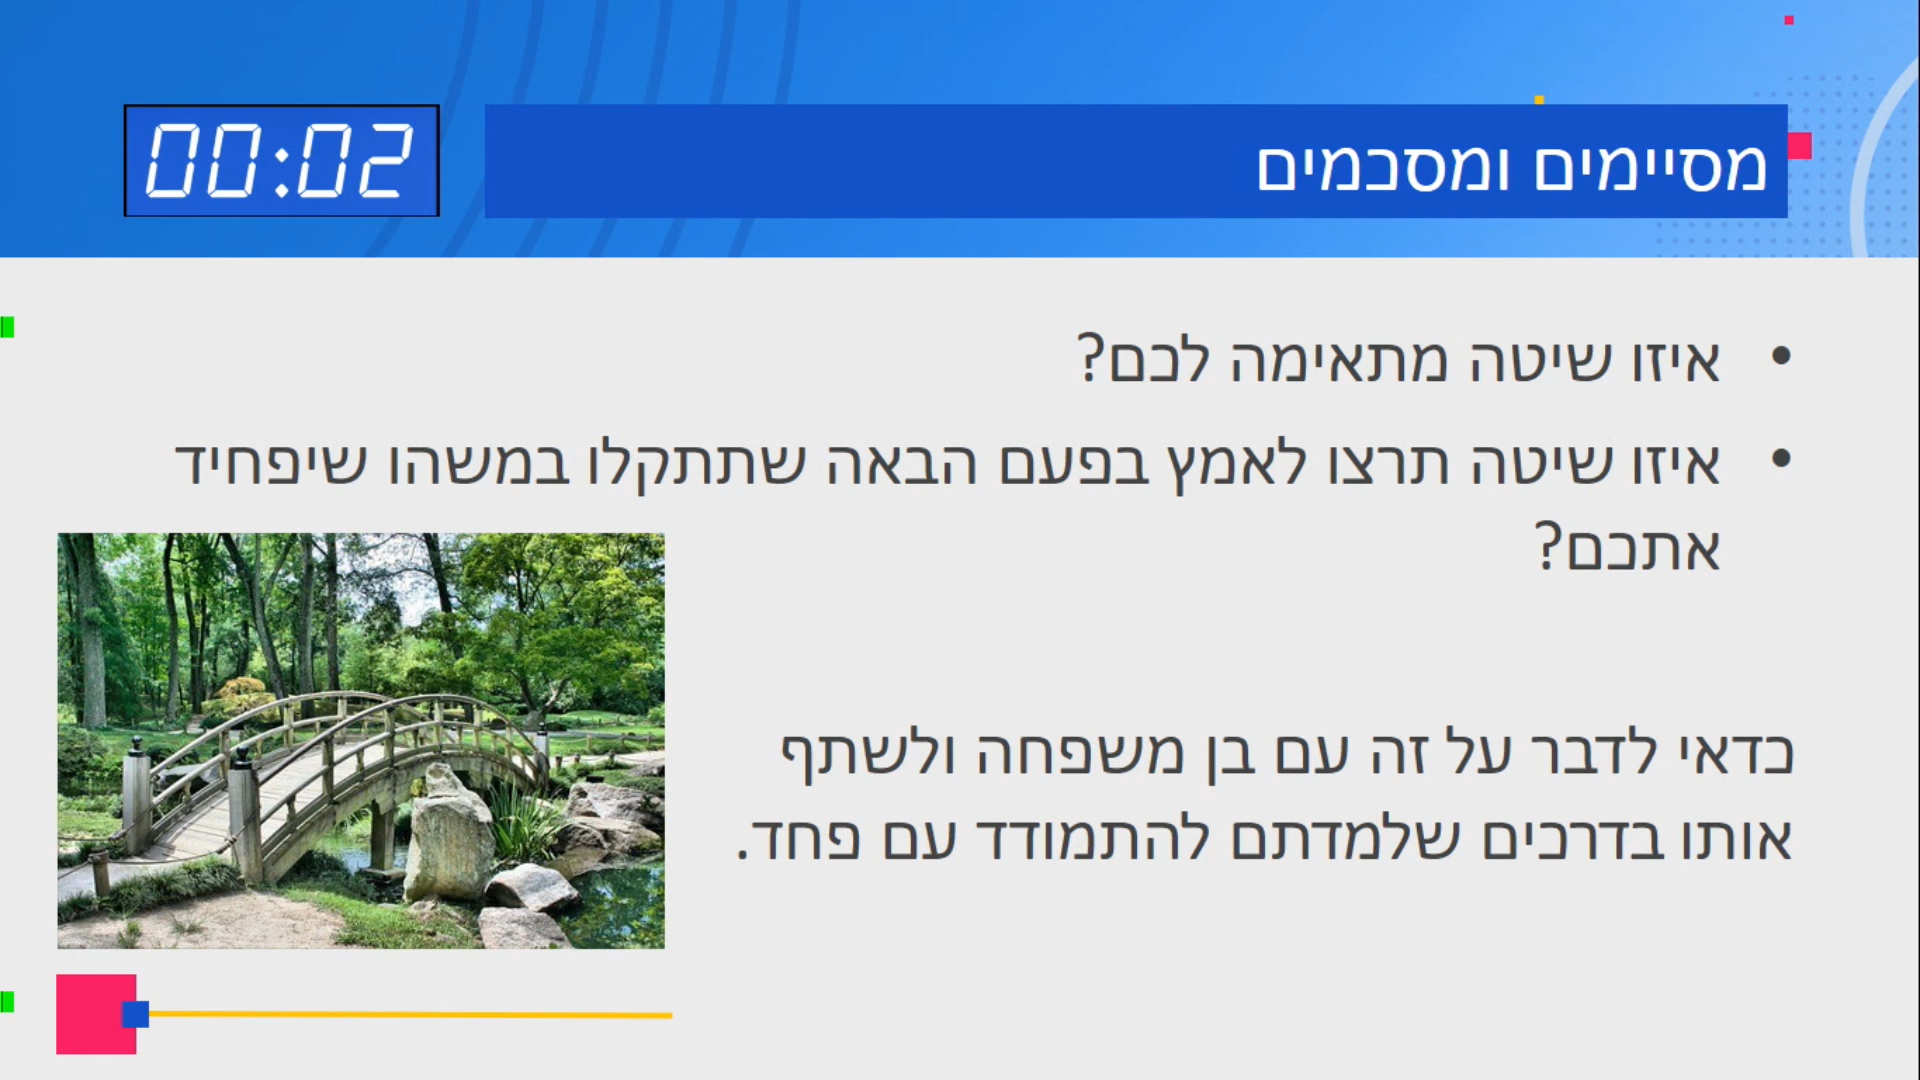 מסיימים ומסכמים
00:02
• איזו שיטה מתאימה לכם?
• איזו שיטה תרצו לאמץ בפעם הבאה שתתקלו במשהו שיפחיד
אתכם?
כדאי לדבר על זה עם בן משפחה ולשתף
אותו בדרכים שלמדתם להתמודד עם פחד.